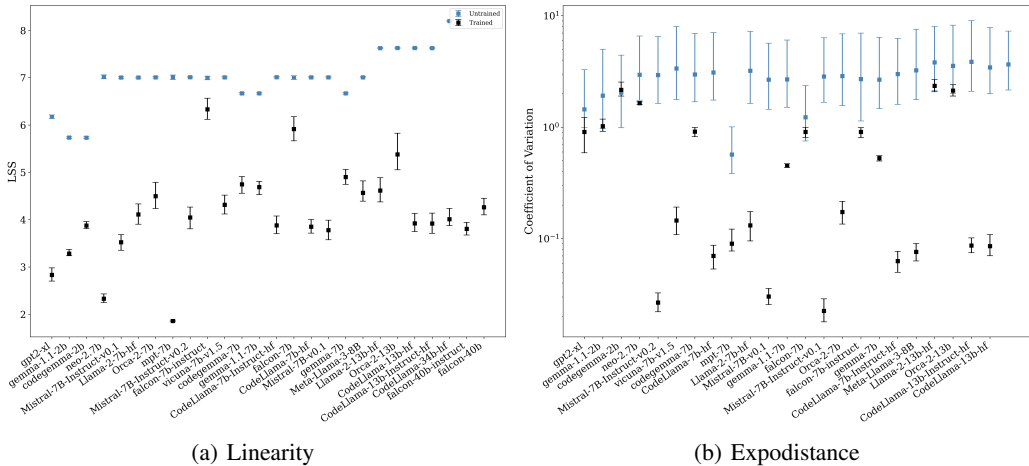 8
7
6
5
4
3
2
LSS
Untrained
Trained
gpt2-xl
gemma-1.1-2b
codegemma-2b
neo-2.7b
Mistral-7B-Instruct-v0.1
Llama-2-7b-hf
Orca-2-7b
mpt-7b
Mistral-7B-Instruct-v0.2
falcon-7b-instruct
vicuna-7b-v1.5
codegemma-7b
gemma-1.1-7b
CodeLlama-7b-Instruct-hf
falcon-7b
CodeLlama-7b-hf
Mistral-7B-v0.1
gemma-7b
Meta-Llama-3-8B
Llama-2-13b-hf
Orca-2-13b
CodeLlama-13b-hf
CodeLlama-13b-Instruct-hf
CodeLlama-34b-hf
falcon-40b-instruct
falcon-40b
(a) Linearity
10¹
10⁰
10⁻¹
Coefficient of Variation
gpt2-xl
gemma-1.1-2b
codegemma-2b
neo-2.7b
Mistral-7B-Instruct-v0.2
vicuna-7b-v1.5
codegemma-7b
CodeLlama-7b-hf
mpt-7b
Llama-2-7b-hf
Mistral-7B-v0.1
gemma-1.1-7b
falcon-7b
Mistral-7B-Instruct-v0.1
Orca-2-7b
falcon-7b-instruct
gemma-7b
CodeLlama-7b-Instruct-hf
Meta-Llama-3-8B
Llama-2-13b-hf
Orca-2-13b
CodeLlama-13b-Instruct-hf
CodeLlama-13b-hf
(b) Expodistance